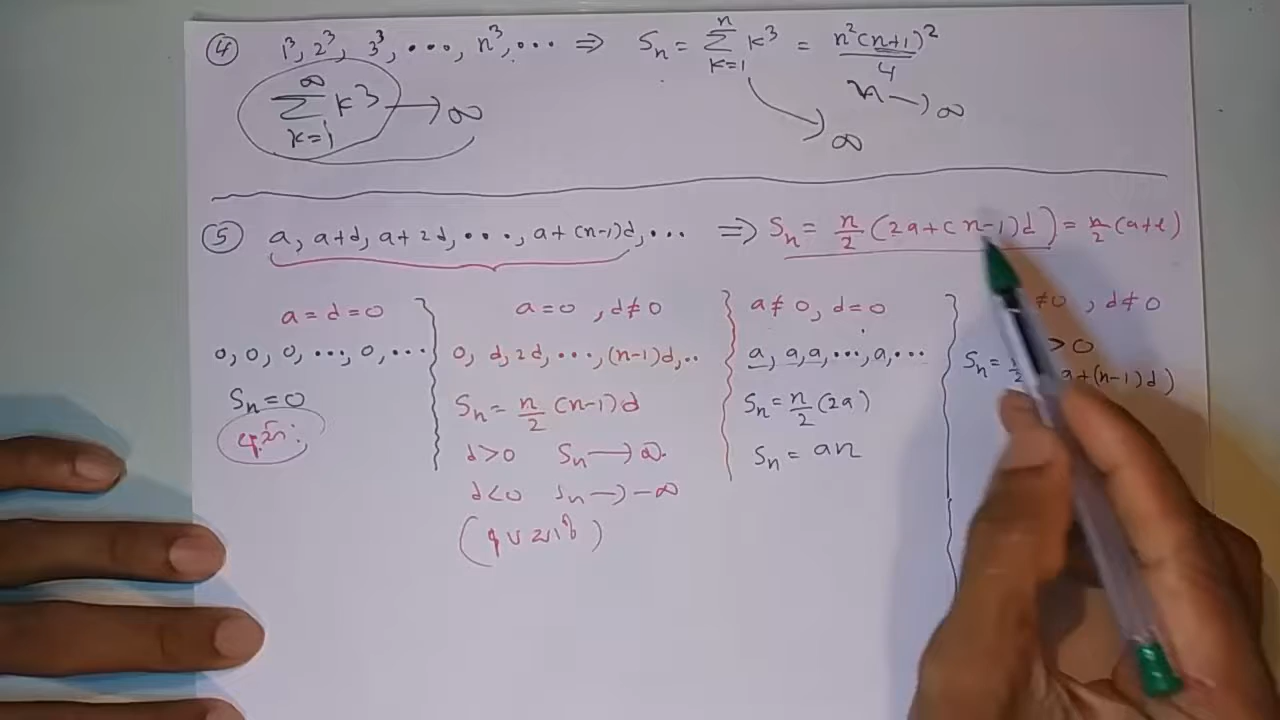 ④ 1³, 2³, 3³, ..., n³, ... ⇒ Sₙ = ∑ₖ₌₁ⁿ k³ = n²(n+1)²/4
∑ₖ₌₁^∞ k³ → ∞
n → ∞
∞
⑤ a, a+d, a+2d, ..., a+(n-1)d, ... ⇒ Sₙ = n/2 (2a+(n-1)d) = n/2 (a+l)
a = d = 0
0, 0, 0, ..., 0, ...
Sₙ = 0
a = 0 , d ≠ 0
0, d, 2d, ..., (n-1)d, ..
Sₙ = n/2 (n-1)d
d > 0 Sₙ → ∞.
d < 0 Sₙ → -∞
a ≠ 0, d = 0
a, a, a, ..., a, ...
Sₙ = n/2 (2a)
Sₙ = an
≠ 0 , d ≠ 0
> 0
Sₙ = a+(n-1)d)